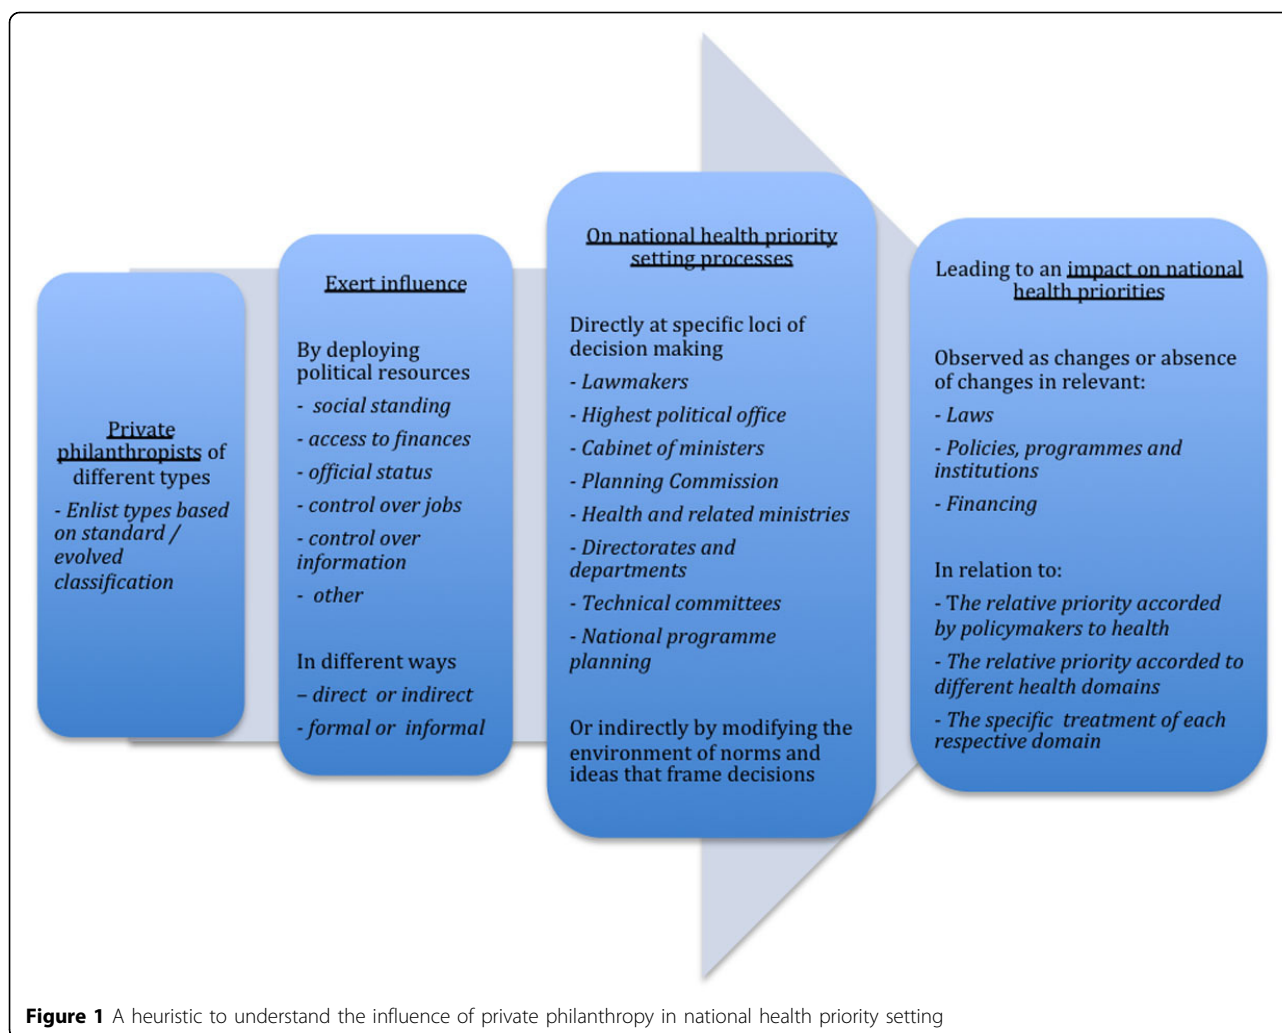 Private
philanthropists of
different types
- Enlist types based
on standard /
evolved
classification
Exert influence
By deploying
political resources
- social standing
- access to finances
- official status
- control over jobs
- control over
information
- other
In different ways
– direct or indirect
- formal or informal
On national health priority
setting processes
Directly at specific loci of
decision making
- Lawmakers
- Highest political office
- Cabinet of ministers
- Planning Commission
- Health and related ministries
- Directorates and
departments
- Technical committees
- National programme
planning
Or indirectly by modifying the
environment of norms and
ideas that frame decisions
Leading to an impact on national
health priorities
Observed as changes or absence
of changes in relevant:
- Laws
- Policies, programmes and
institutions
- Financing
In relation to:
- The relative priority accorded
by policymakers to health
- The relative priority accorded to
different health domains
- The specific treatment of each
respective domain
Figure 1 A heuristic to understand the influence of private philanthropy in national health priority setting